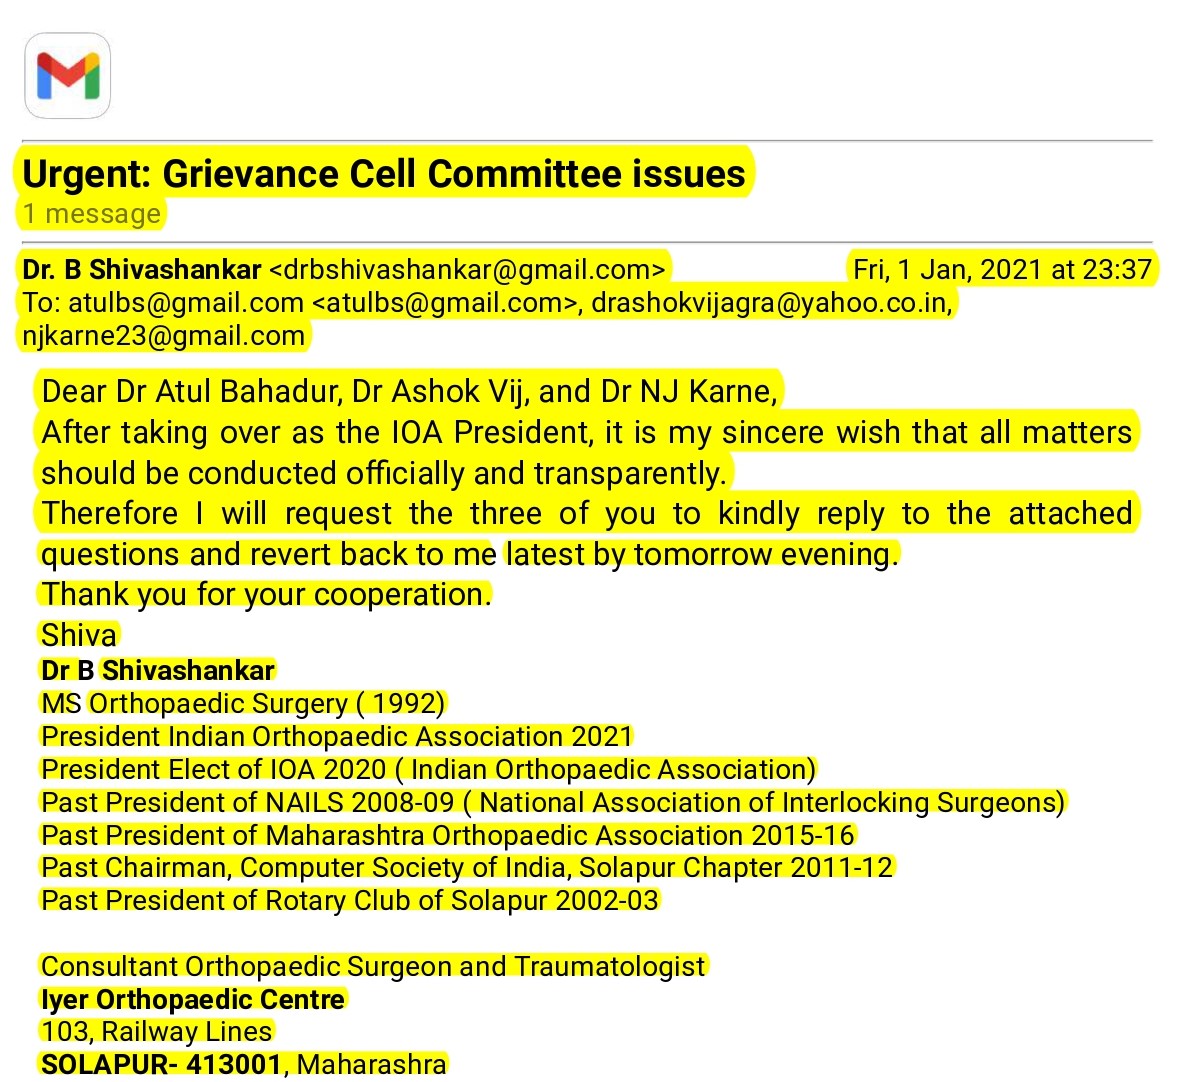 Urgent: Grievance Cell Committee issues
1 message
Dr. B Shivashankar <drbshivashankar@gmail.com> Fri, 1 Jan, 2021 at 23:37
To: atulbs@gmail.com <atulbs@gmail.com>, drashokvijagra@yahoo.co.in,
njkarne23@gmail.com
Dear Dr Atul Bahadur, Dr Ashok Vij, and Dr NJ Karne,
After taking over as the IOA President, it is my sincere wish that all matters
should be conducted officially and transparently.
Therefore I will request the three of you to kindly reply to the attached
questions and revert back to me latest by tomorrow evening.
Thank you for your cooperation.
Shiva
Dr B Shivashankar
MS Orthopaedic Surgery ( 1992)
President Indian Orthopaedic Association 2021
President Elect of IOA 2020 ( Indian Orthopaedic Association)
Past President of NAILS 2008-09 ( National Association of Interlocking Surgeons)
Past President of Maharashtra Orthopaedic Association 2015-16
Past Chairman, Computer Society of India, Solapur Chapter 2011-12
Past President of Rotary Club of Solapur 2002-03
Consultant Orthopaedic Surgeon and Traumatologist
Iyer Orthopaedic Centre
103, Railway Lines
SOLAPUR- 413001, Maharashra